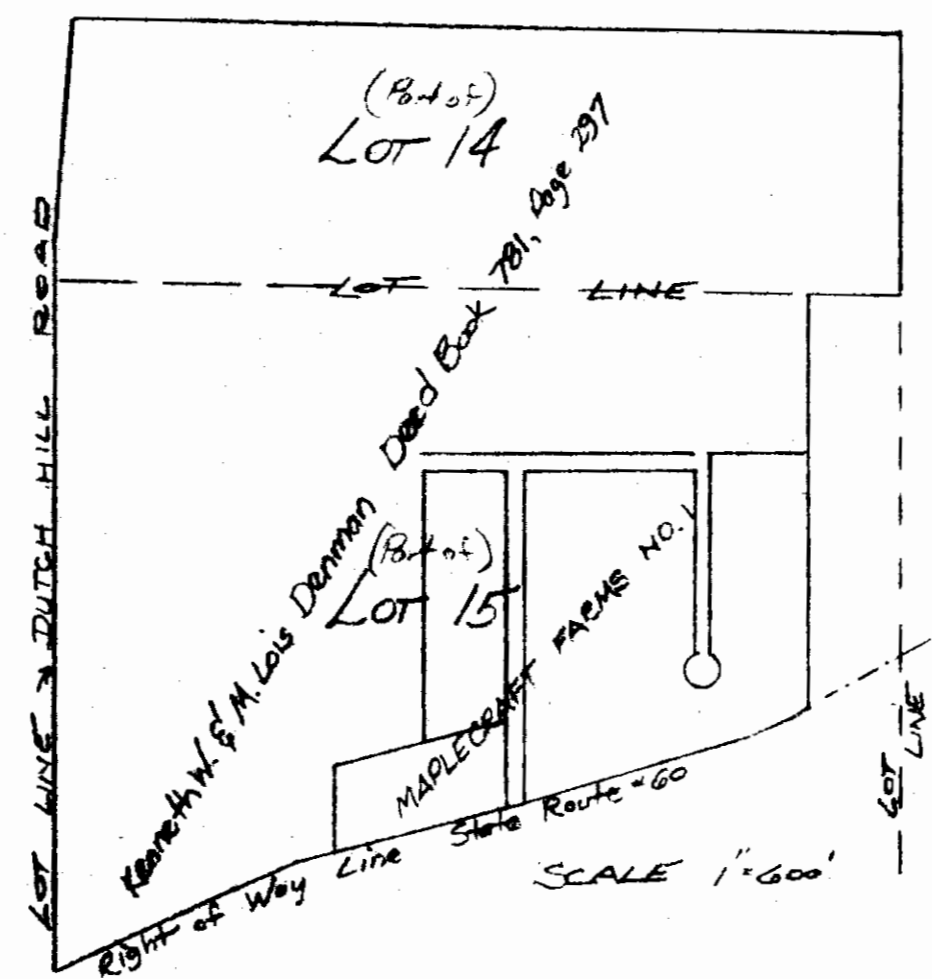 (Part of)
LOT 14
LOT LINE
Kenneth W. & M. Lois Denman Deed Book 781, Page 297
LOT LINE → DUTCH HILL ROAD
(Part of)
LOT 15
MAPLECRAFT FARMS NO. 1
LOT LINE
Right of Way Line State Route #60
SCALE 1"=600'